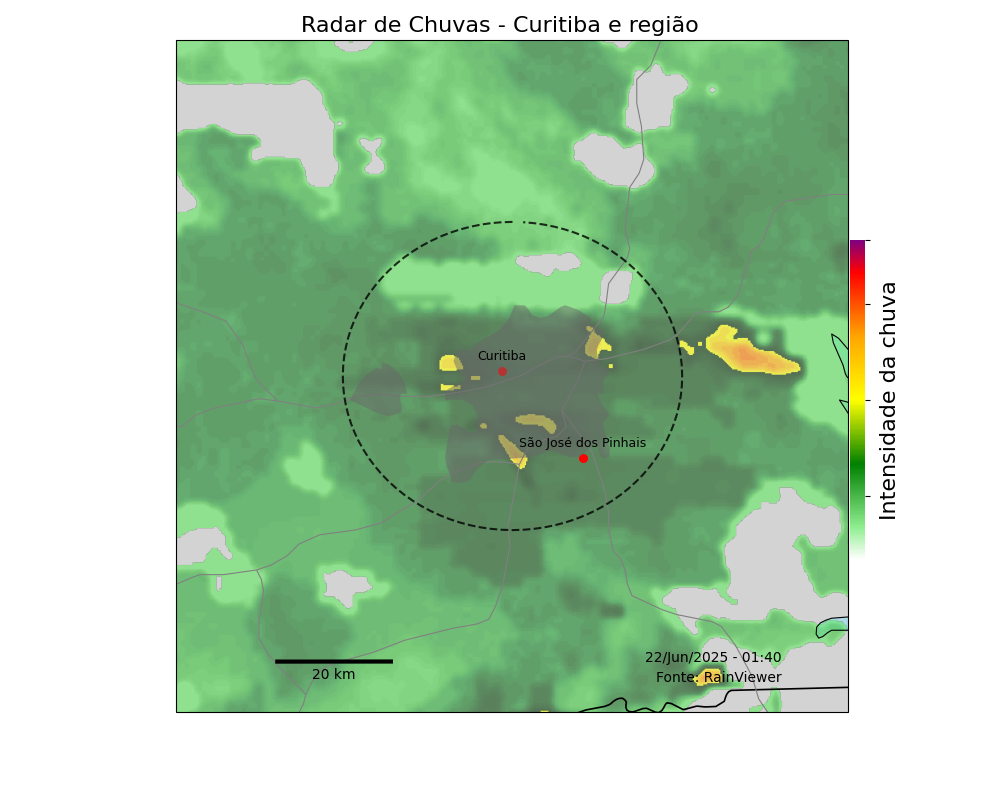 Radar de Chuvas - Curitiba e região
Curitiba
São José dos Pinhais
Intensidade da chuva
22/Jun/2025 - 01:40
Fonte: RainViewer
20 km